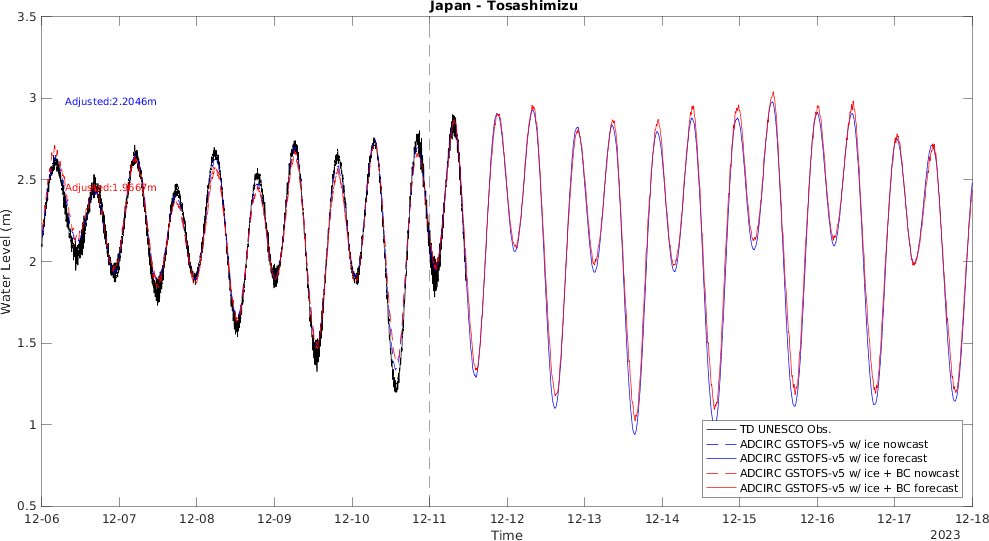 Japan - Tosashimizu
3.5
3
2.5
2
1.5
1
0.5
Water Level (m)
Adjusted:2.2046m
Adjusted:1.9667m
TD UNESCO Obs.
ADCIRC GSTOFS-v5 w/ ice nowcast
ADCIRC GSTOFS-v5 w/ ice forecast
ADCIRC GSTOFS-v5 w/ ice + BC nowcast
ADCIRC GSTOFS-v5 w/ ice + BC forecast
12-06 12-07 12-08 12-09 12-10 12-11 12-12 12-13 12-14 12-15 12-16 12-17 12-18
Time
2023